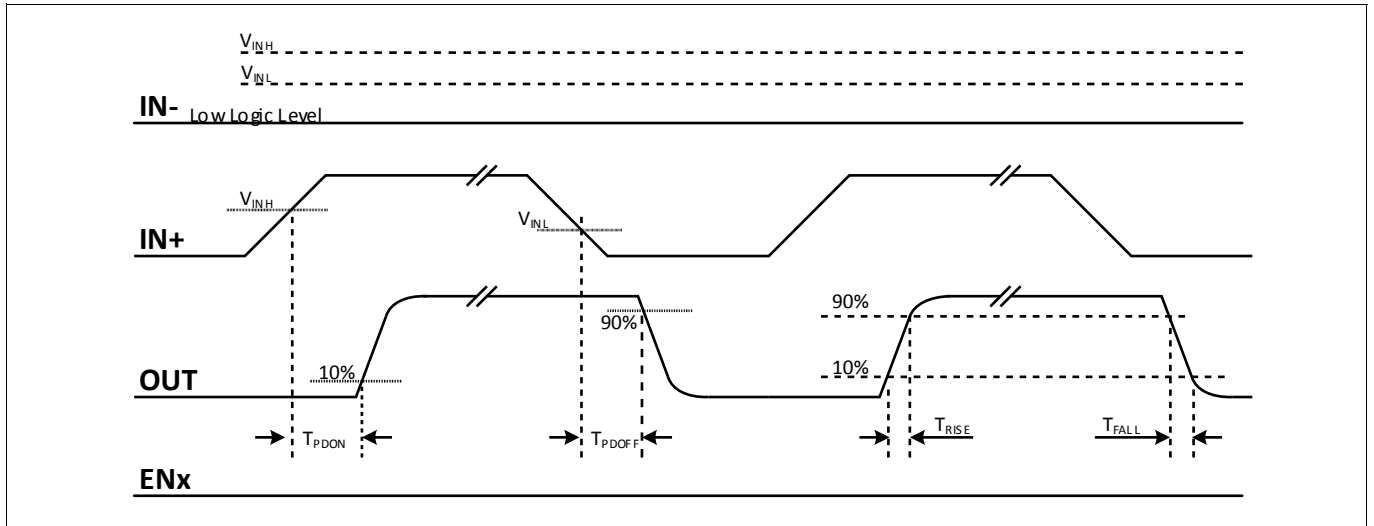 VINH
VINL
IN- Low Logic Level
VINH
VINL
IN+
90%
90%
10%
10%
OUT
TPDON
TPDOFF
TRISE
TFALL
ENx